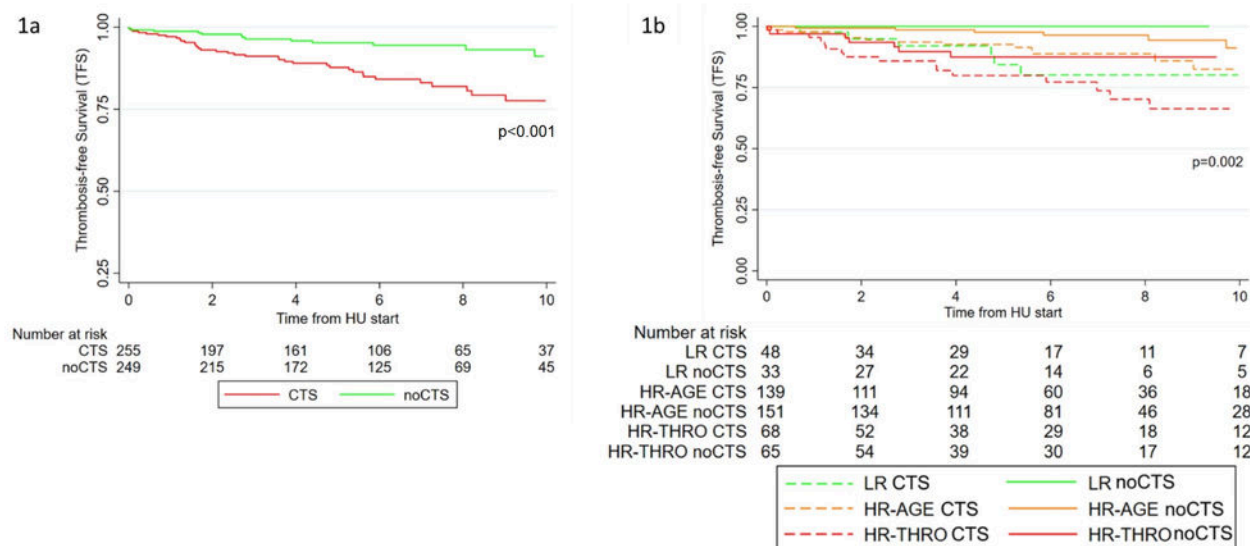 1a
Thrombosis-free Survival (TFS)
1.00
0.75
0.50
0.25
p<0.001
0 2 4 6 8 10
Time from HU start
Number at risk
CTS 255 197 161 106 65 37
noCTS 249 215 172 125 69 45
CTS noCTS
1b
Thrombosis-free Survival (TFS)
1.00
0.75
0.50
0.25
0.00
p=0.002
0 2 4 6 8 10
Time from HU start
Number at risk
LR CTS 48 34 29 17 11 7
LR noCTS 33 27 22 14 6 5
HR-AGE CTS 139 111 94 60 36 18
HR-AGE noCTS 151 134 111 81 46 28
HR-THRO CTS 68 52 38 29 18 12
HR-THRO noCTS 65 54 39 30 17 12
LR CTS LR noCTS
HR-AGE CTS HR-AGE noCTS
HR-THRO CTS HR-THRO noCTS